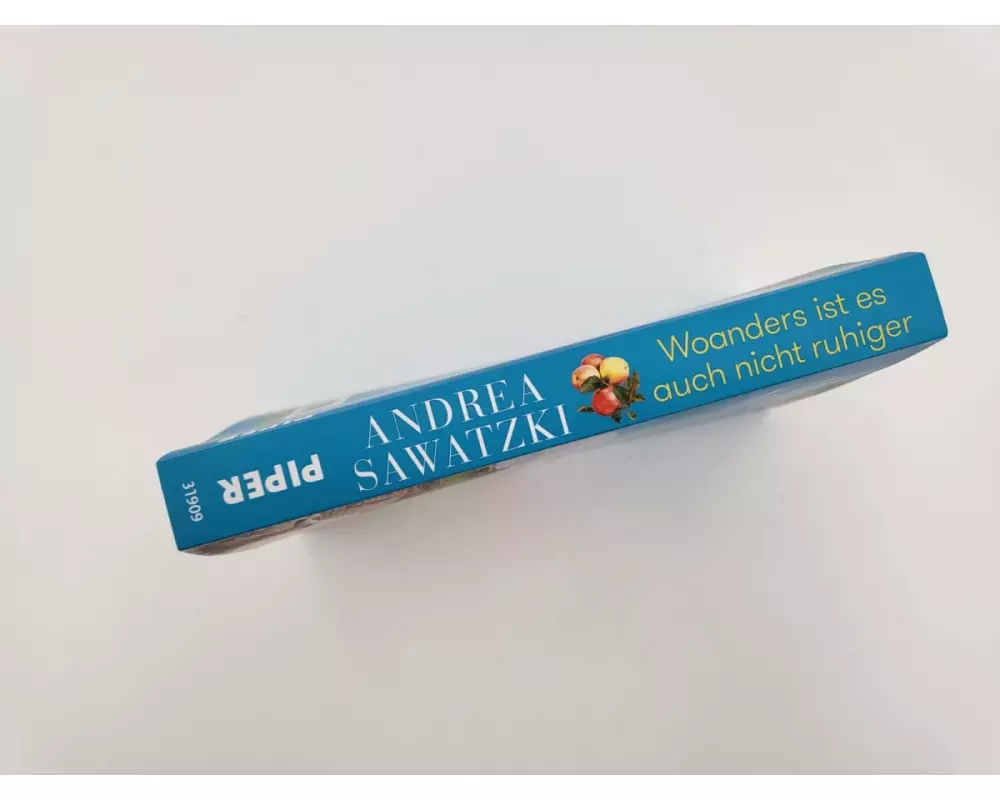 31909
PIPER
ANDREA
SAWATZKI
Woanders ist es
auch nicht ruhiger